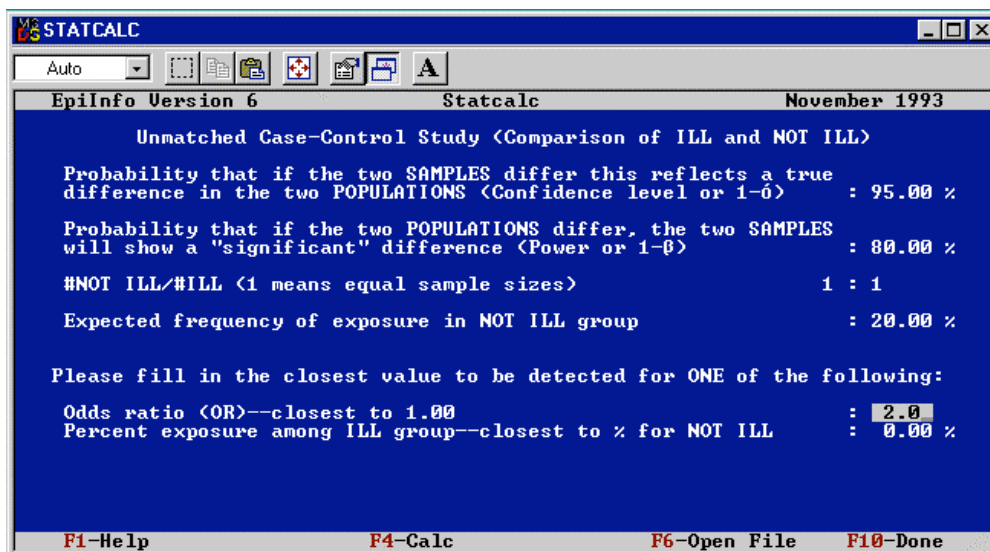 STATCALC
Auto
A
EpiInfo Version 6 Statcalc November 1993
Unmatched Case-Control Study (Comparison of ILL and NOT ILL)
Probability that if the two SAMPLES differ this reflects a true
difference in the two POPULATIONS (Confidence level or 1-ó) : 95.00 %
Probability that if the two POPULATIONS differ, the two SAMPLES
will show a "significant" difference (Power or 1-β) : 80.00 %
#NOT ILL/#ILL (1 means equal sample sizes) 1 : 1
Expected frequency of exposure in NOT ILL group : 20.00 %
Please fill in the closest value to be detected for ONE of the following:
Odds ratio (OR)--closest to 1.00 : 2.0
Percent exposure among ILL group--closest to % for NOT ILL : 0.00 %
F1-Help F4-Calc F6-Open File F10-Done